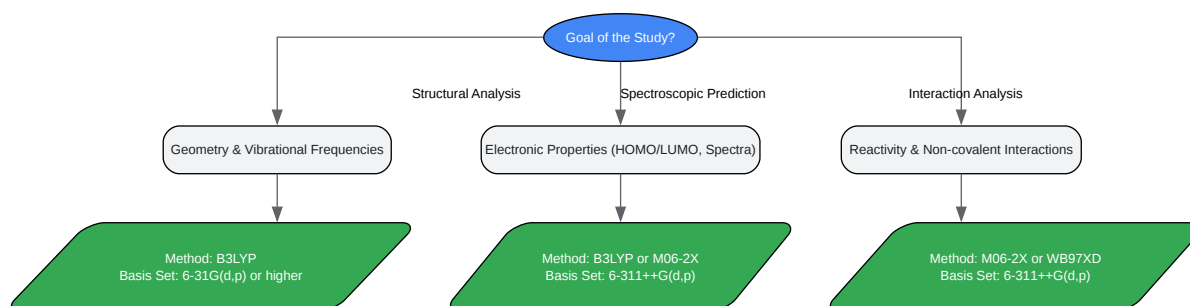 Goal of the Study?
Structural Analysis
Spectroscopic Prediction
Interaction Analysis
Geometry & Vibrational Frequencies
Electronic Properties (HOMO/LUMO, Spectra)
Reactivity & Non-covalent Interactions
Method: B3LYP
Basis Set: 6-31G(d,p) or higher
Method: B3LYP or M06-2X
Basis Set: 6-311++G(d,p)
Method: M06-2X or WB97XD
Basis Set: 6-311++G(d,p)